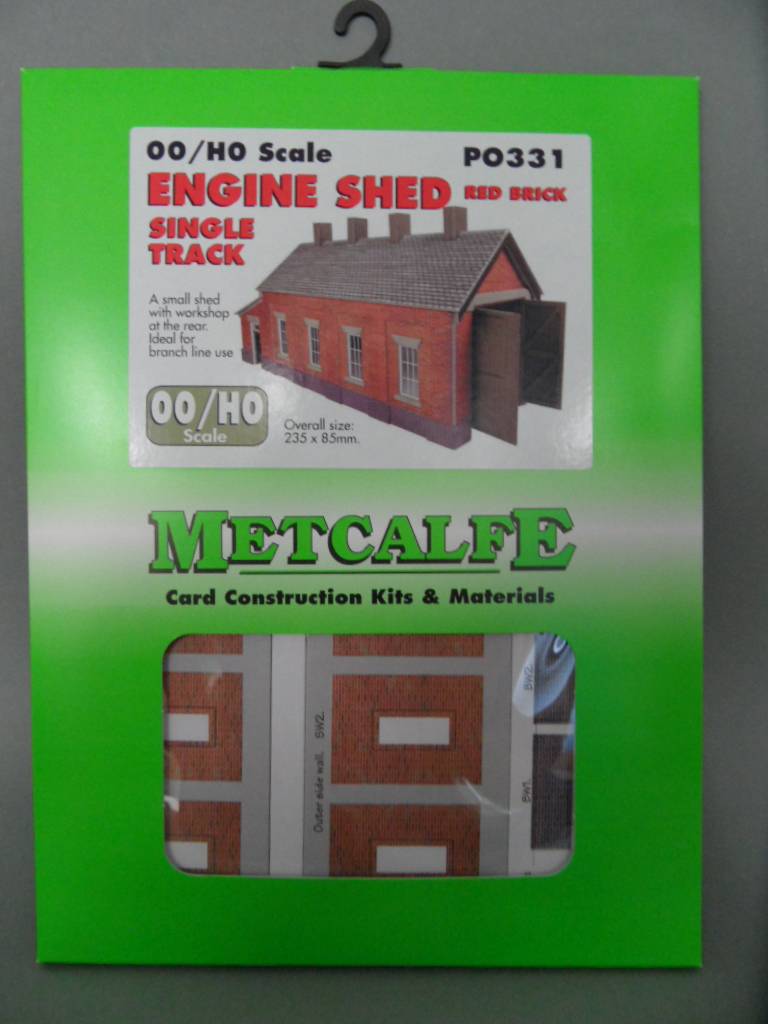 00/H0 Scale PO331
ENGINE SHED RED BRICK
SINGLE
TRACK
A small shed
with workshop
at the rear.
Ideal for
branch line use
00/H0
Scale
Overall size:
235 x 85mm.
METCALFE
Card Construction Kits & Materials
Outer side wall. SW2.
SW2.
SW1.